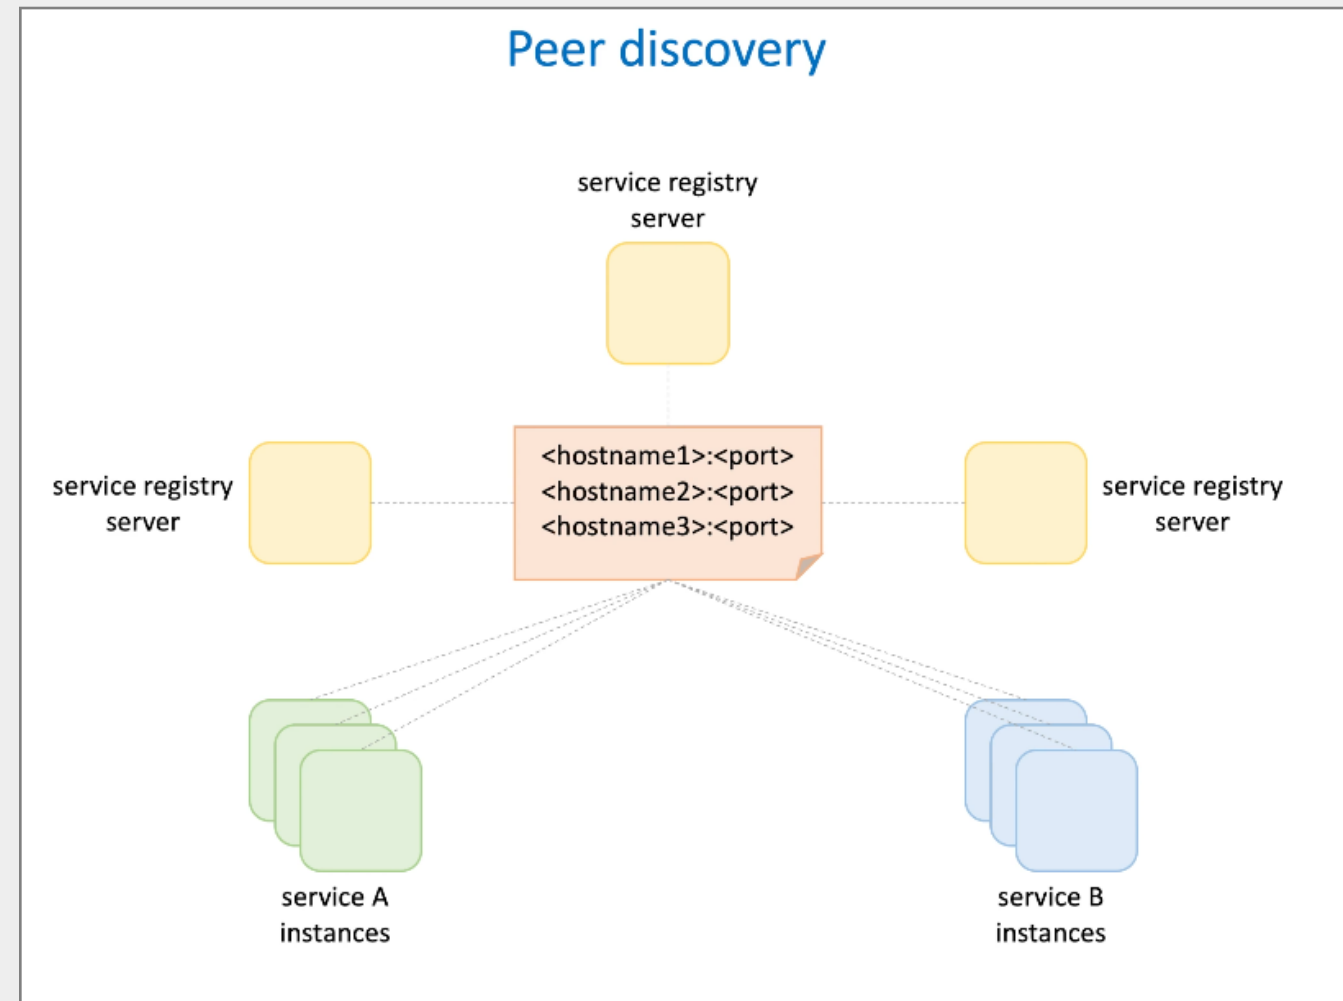 Peer discovery
service registry
server
<hostname1>:<port>
<hostname2>:<port>
<hostname3>:<port>
service registry
server
service registry
server
service A
instances
service B
instances